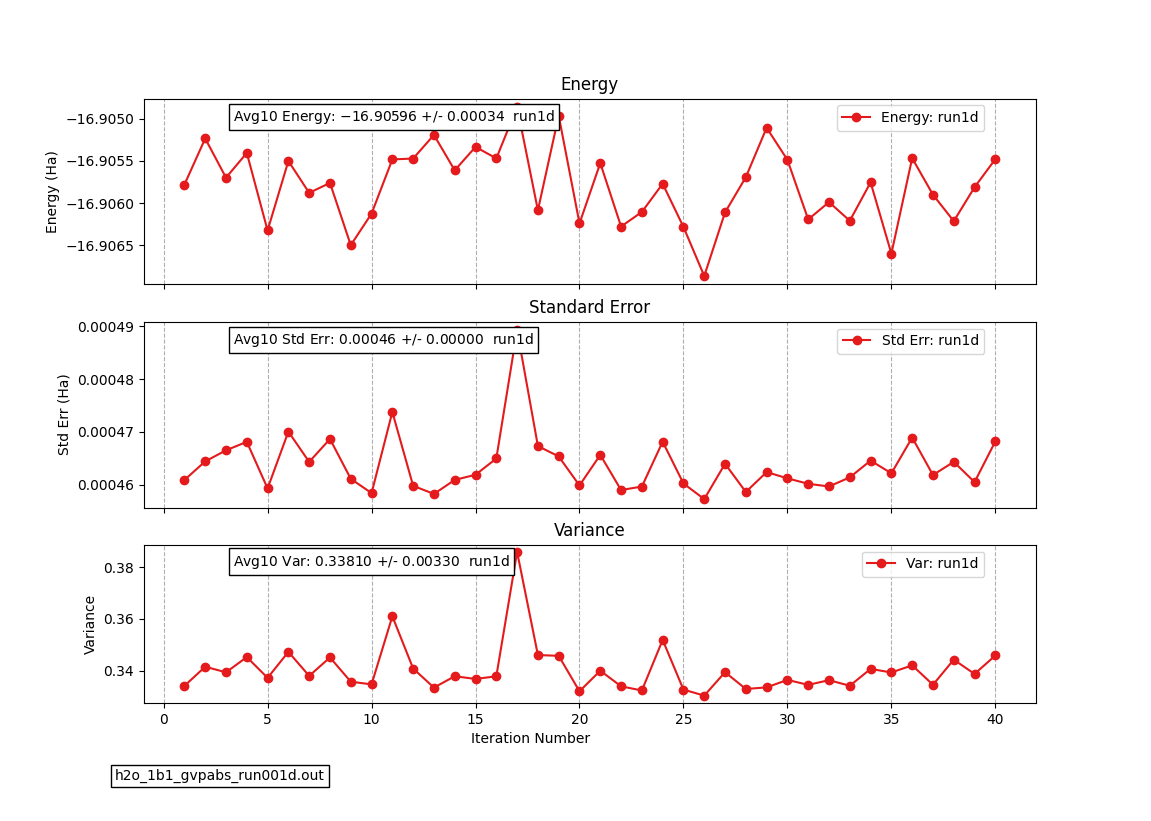 Energy
Avg10 Energy: −16.90596 +/- 0.00034  run1d
Energy: run1d
Energy (Ha)
−16.9050
−16.9055
−16.9060
−16.9065
Standard Error
Avg10 Std Err: 0.00046 +/- 0.00000  run1d
Std Err: run1d
Std Err (Ha)
0.00049
0.00048
0.00047
0.00046
Variance
Avg10 Var: 0.33810 +/- 0.00330  run1d
Var: run1d
Variance
0.38
0.36
0.34
0 5 10 15 20 25 30 35 40
Iteration Number
h2o_1b1_gvpabs_run001d.out